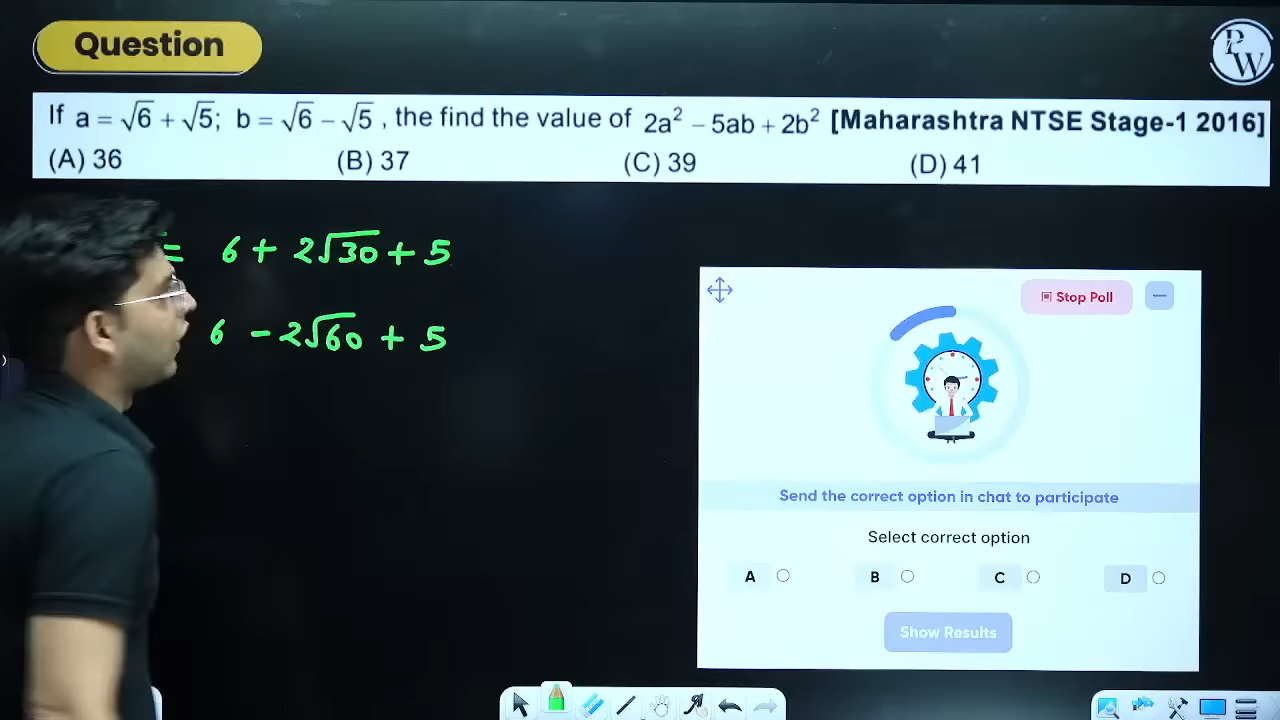 Question
PW
If a = √6 + √5; b = √6 − √5 , the find the value of 2a² − 5ab + 2b² [Maharashtra NTSE Stage-1 2016]
(A) 36 (B) 37 (C) 39 (D) 41
= 6 + 2√30 + 5
6 − 2√60 + 5
Stop Poll
Send the correct option in chat to participate
Select correct option
A B C D
Show Results